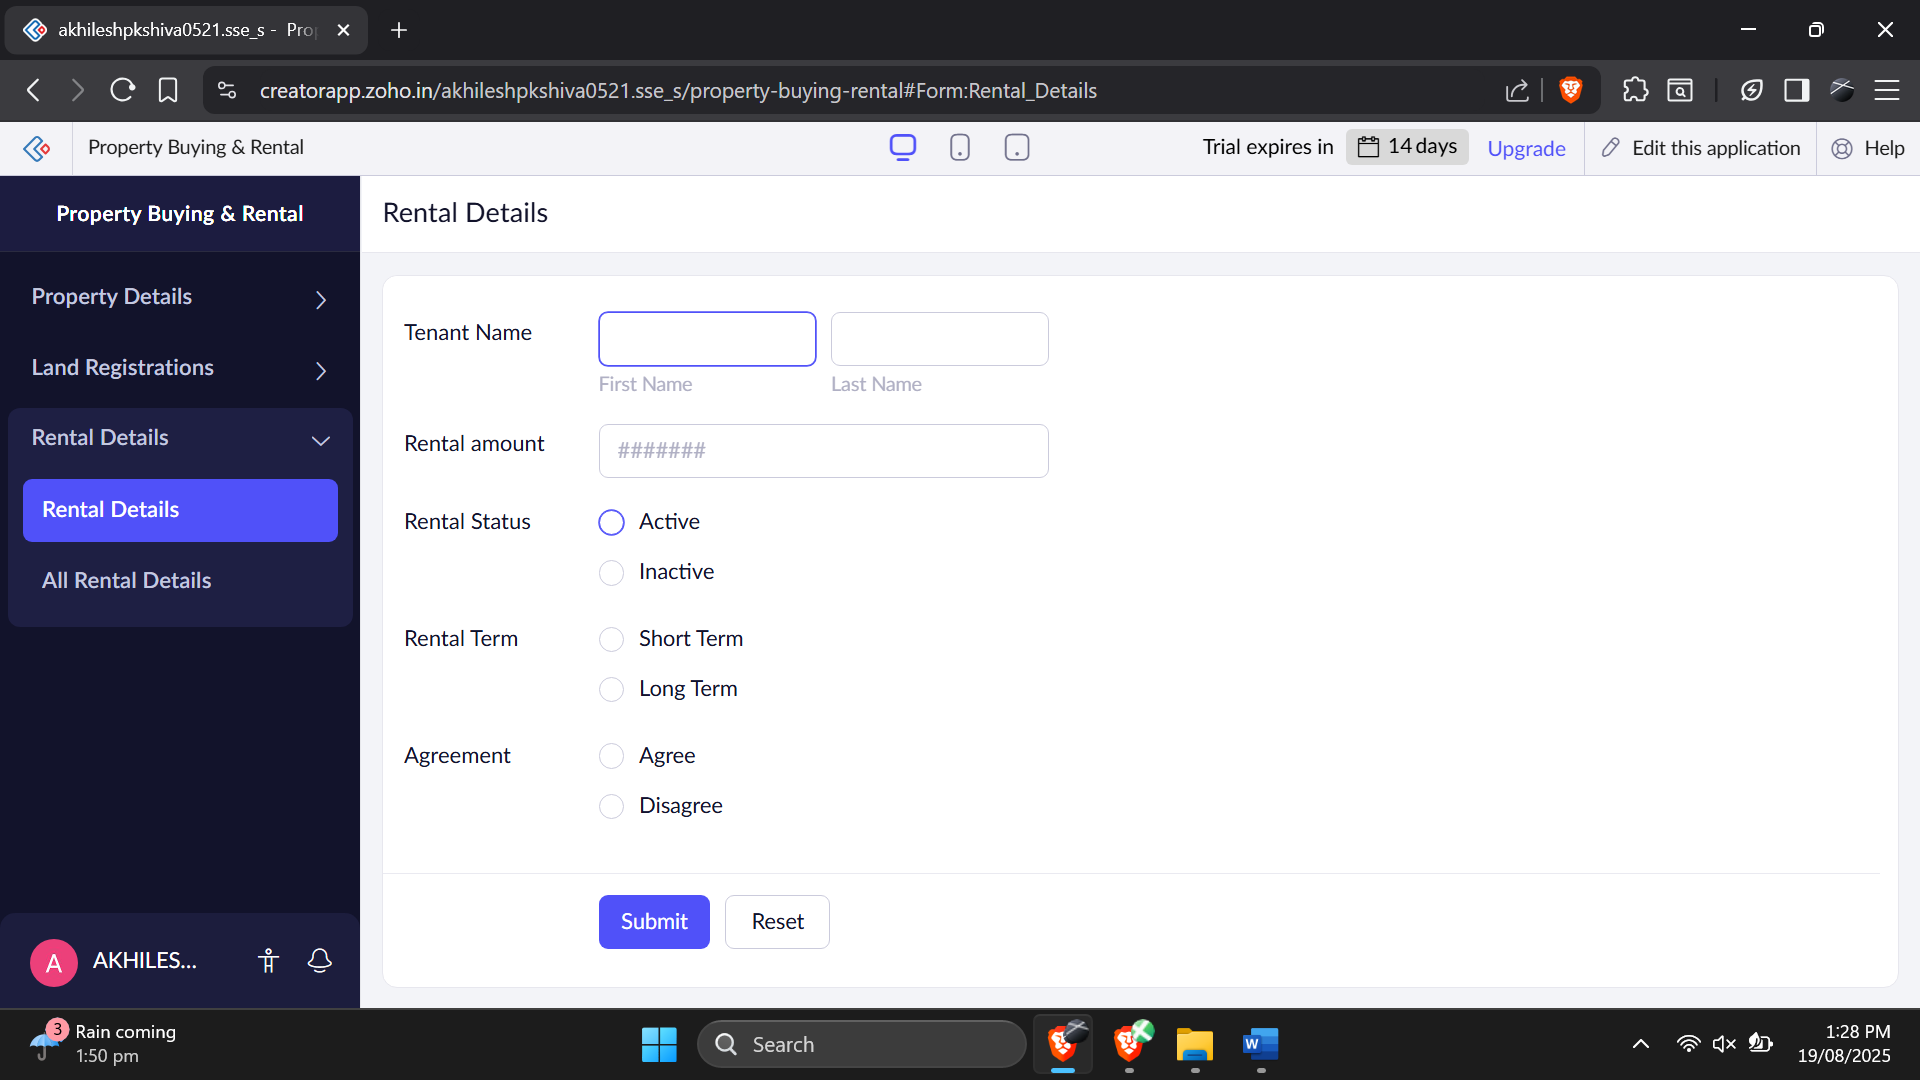 akhileshpkshiva0521.sse_s - Pro
creatorapp.zoho.in/akhileshpkshiva0521.sse_s/property-buying-rental#Form:Rental_Details
Property Buying & Rental
Trial expires in 14 days Upgrade Edit this application Help
Property Buying & Rental
Rental Details
Property Details
Land Registrations
Rental Details
Rental Details
All Rental Details
Tenant Name
First Name Last Name
Rental amount #######
Rental Status Active
Inactive
Rental Term Short Term
Long Term
Agreement Agree
Disagree
Submit Reset
A AKHILES...
3 Rain coming
1:50 pm
Search
W
1:28 PM
19/08/2025